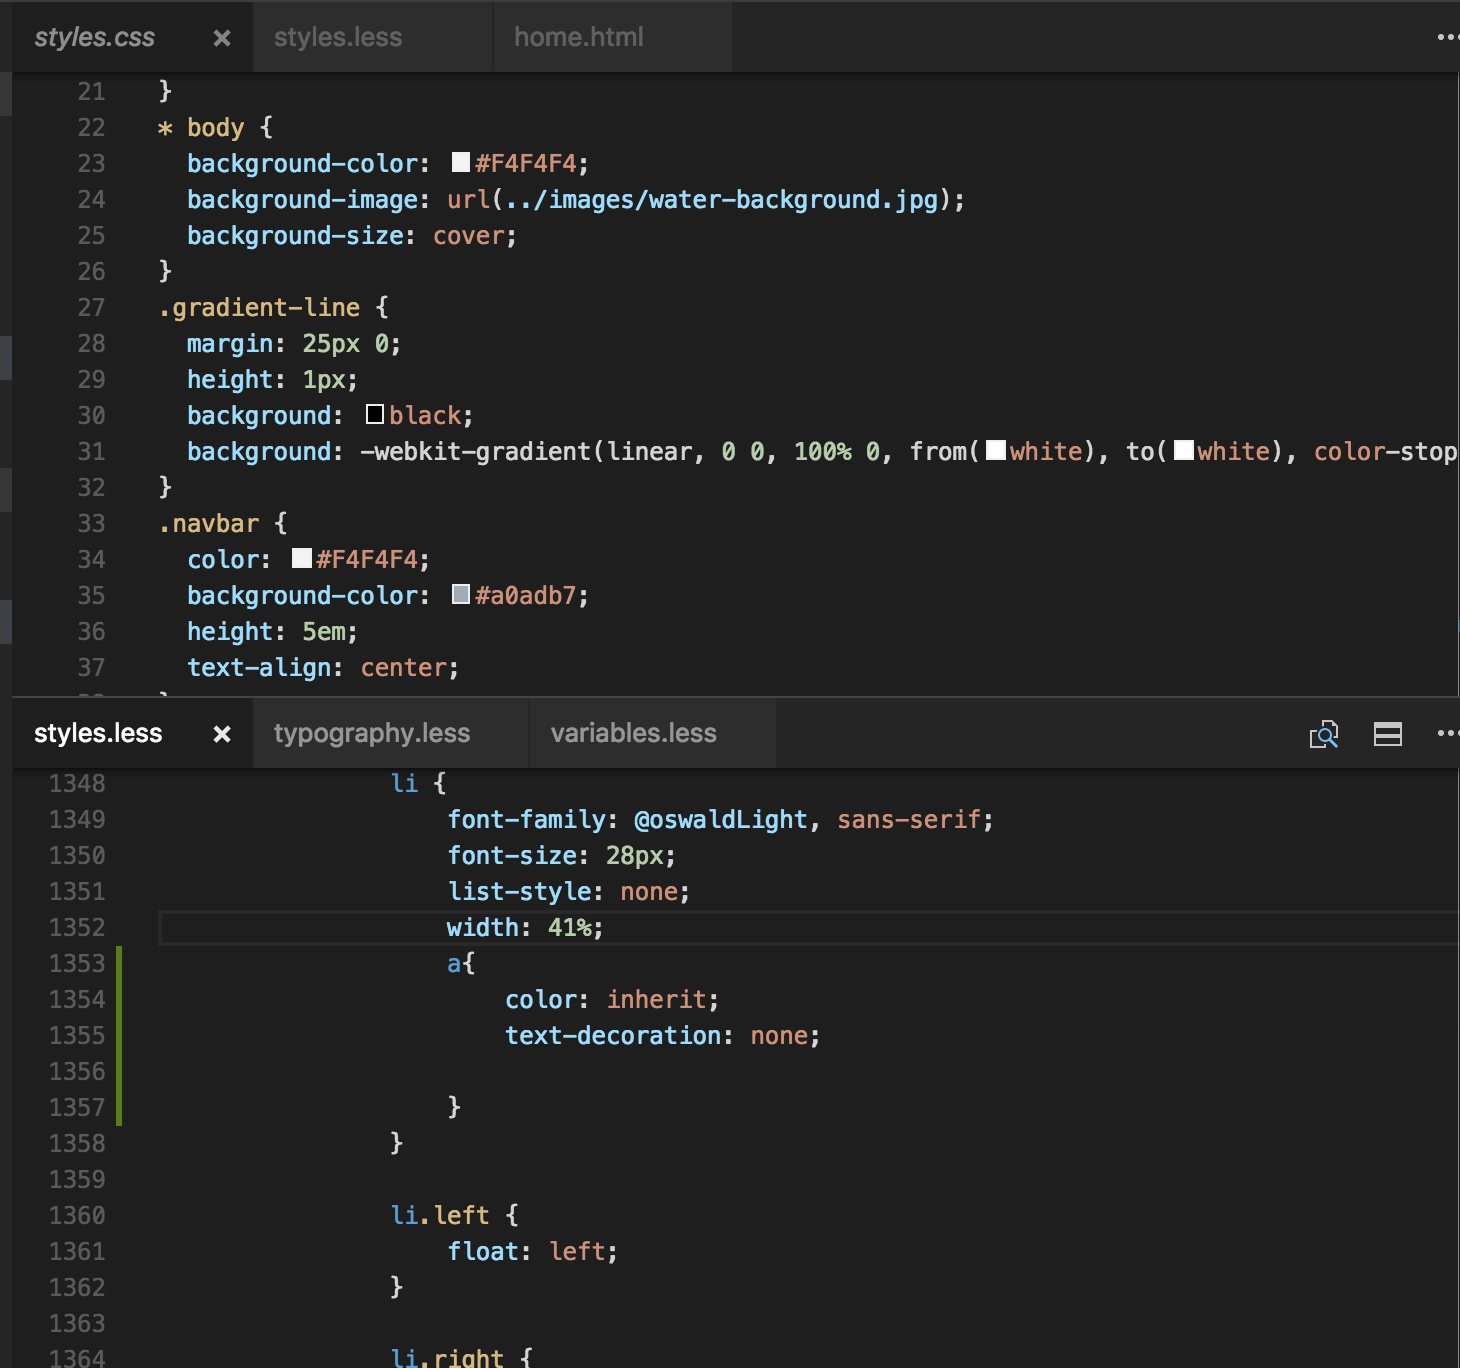 styles.css × styles.less home.html ...
21 }
22 * body {
23 background-color: #F4F4F4;
24 background-image: url(../images/water-background.jpg);
25 background-size: cover;
26 }
27 .gradient-line {
28 margin: 25px 0;
29 height: 1px;
30 background: black;
31 background: -webkit-gradient(linear, 0 0, 100% 0, from(white), to(white), color-stop
32 }
33 .navbar {
34 color: #F4F4F4;
35 background-color: #a0adb7;
36 height: 5em;
37 text-align: center;
styles.less × typography.less variables.less ...
1348 li {
1349 font-family: @oswaldLight, sans-serif;
1350 font-size: 28px;
1351 list-style: none;
1352 width: 41%;
1353 a{
1354 color: inherit;
1355 text-decoration: none;
1356
1357 }
1358 }
1359
1360 li.left {
1361 float: left;
1362 }
1363
1364 li.right {